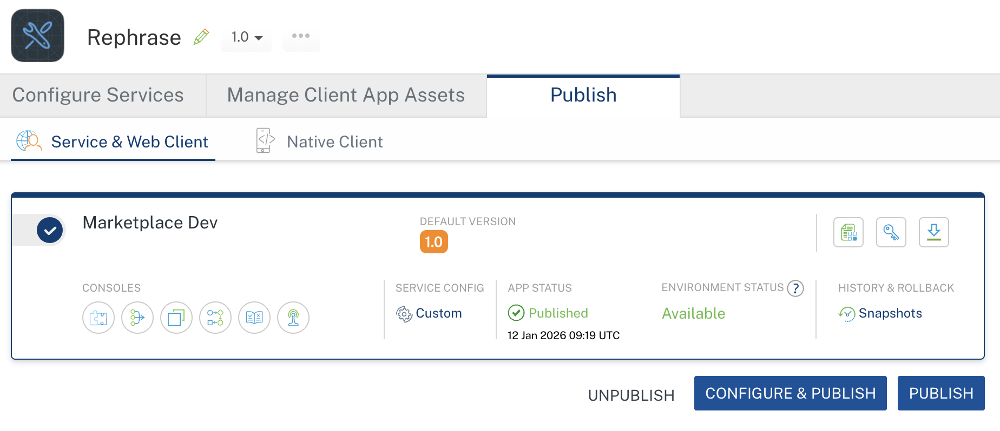 Rephrase
1.0
Configure Services
Manage Client App Assets
Publish
Service & Web Client
Native Client
Marketplace Dev
DEFAULT VERSION
1.0
CONSOLES
SERVICE CONFIG
Custom
APP STATUS
Published
12 Jan 2026 09:19 UTC
ENVIRONMENT STATUS ?
Available
HISTORY & ROLLBACK
Snapshots
UNPUBLISH
CONFIGURE & PUBLISH
PUBLISH